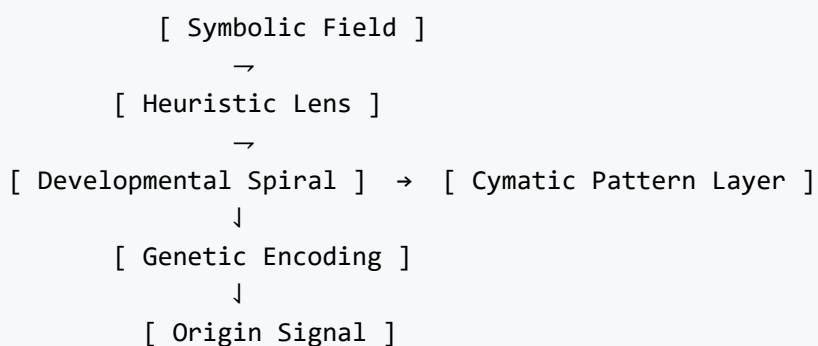 [ Symbolic Field ]
⇁
[ Heuristic Lens ]
⇁
[ Developmental Spiral ] → [ Cymatic Pattern Layer ]
⇃
[ Genetic Encoding ]
⇃
[ Origin Signal ]